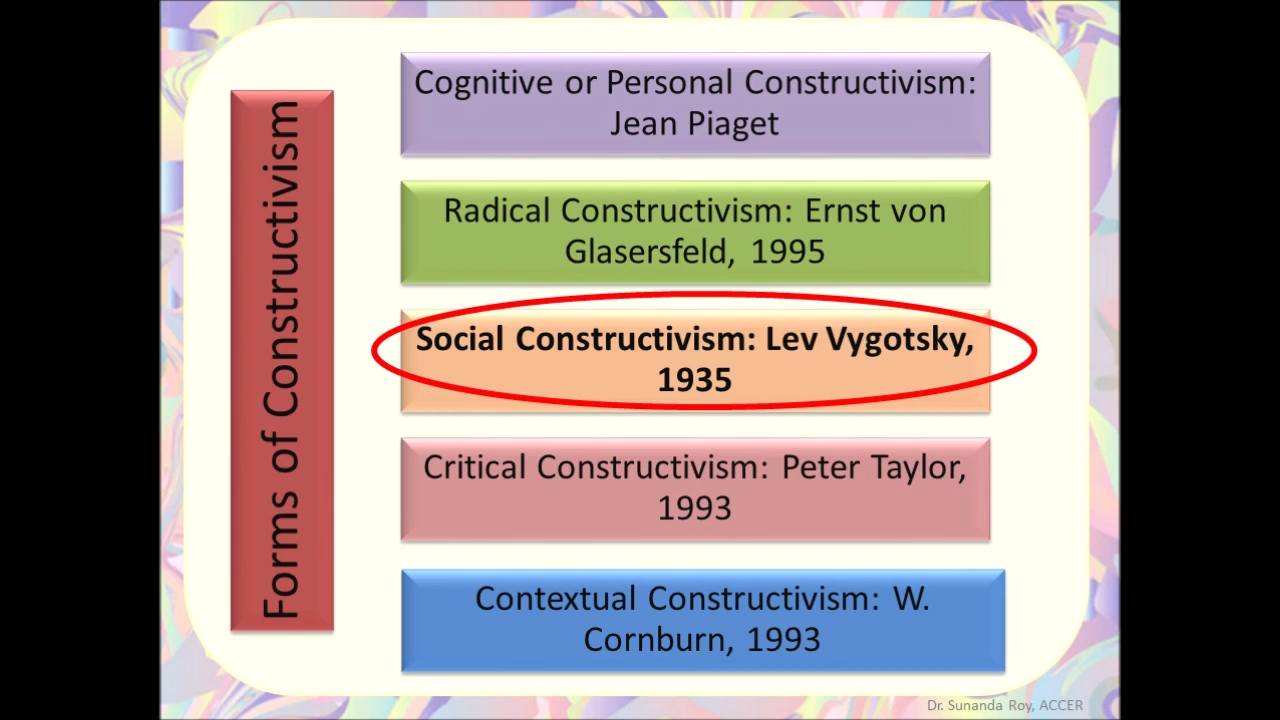 Forms of Constructivism
Cognitive or Personal Constructivism:
Jean Piaget
Radical Constructivism: Ernst von
Glasersfeld, 1995
Social Constructivism: Lev Vygotsky,
1935
Critical Constructivism: Peter Taylor,
1993
Contextual Constructivism: W.
Cornburn, 1993
Dr. Sunanda Roy, ACCER